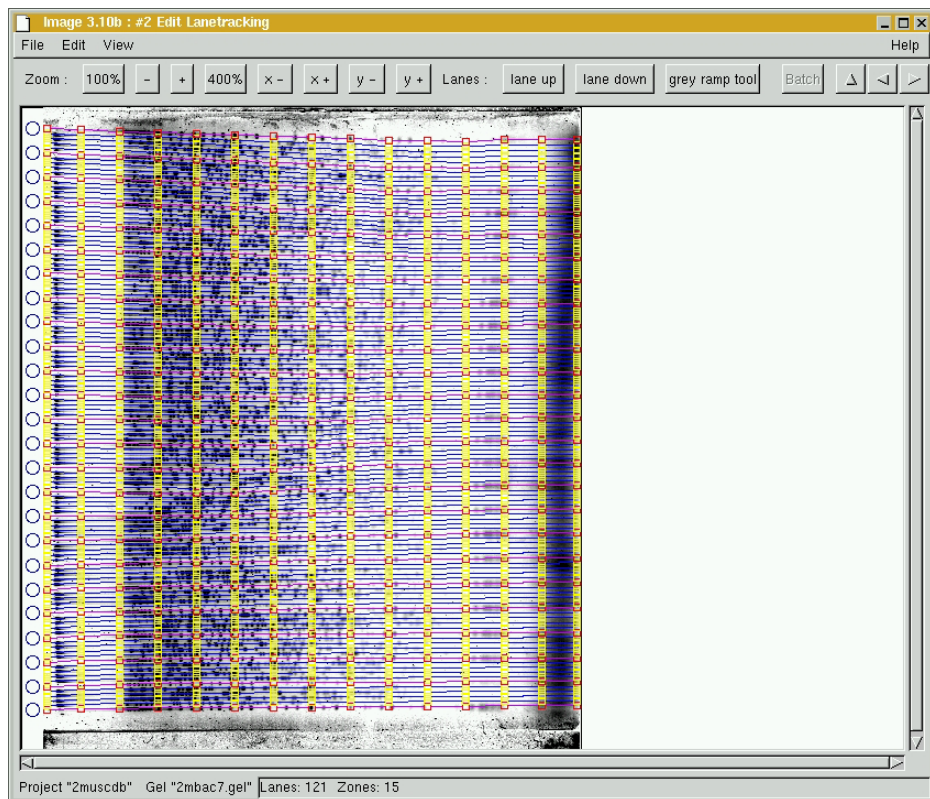 Image 3.10b : #2 Edit Lanetracking
File Edit View Help
Zoom : 100% - + 400% x - x + y - y + Lanes : lane up lane down grey ramp tool Batch
Project "2muscdb" Gel "2mbac7.gel" Lanes: 121 Zones: 15